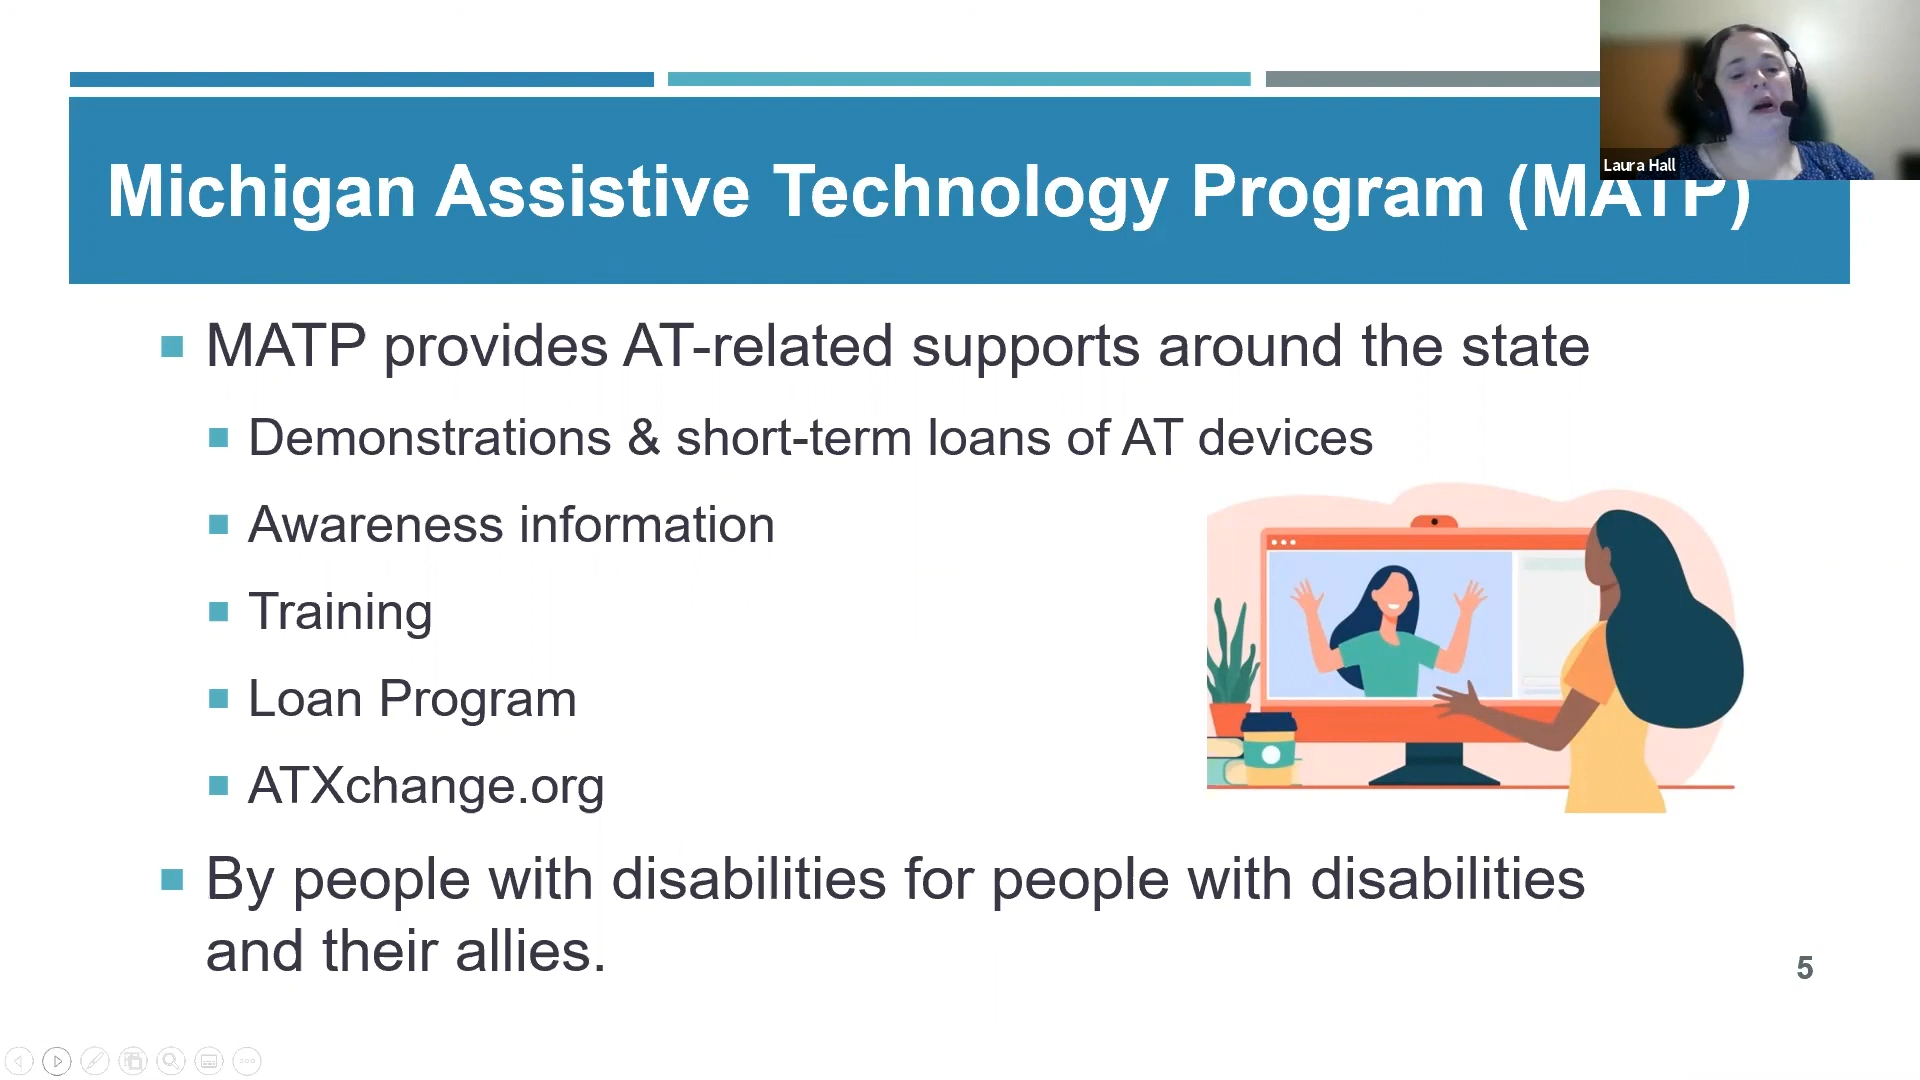 Laura Hall
Michigan Assistive Technology Program (MATP)
MATP provides AT-related supports around the state
Demonstrations & short-term loans of AT devices
Awareness information
Training
Loan Program
ATXchange.org
By people with disabilities for people with disabilities
and their allies.
5